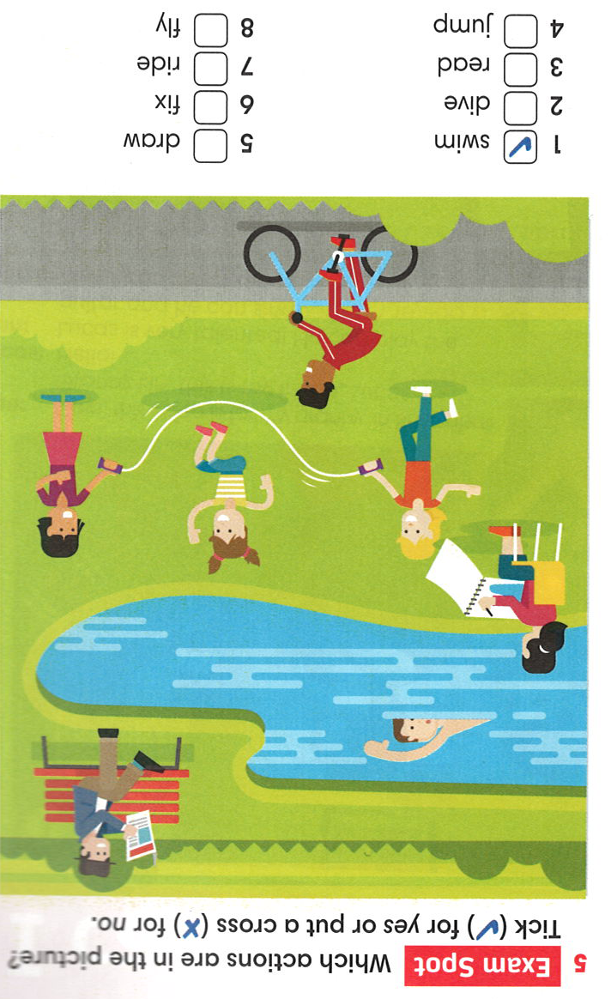 5 Exam Spot Which actions are in the picture?
Tick (✓) for yes or put a cross (✗) for no.
1 ✓ swim
2 dive
3 read
4 jump
5 draw
6 fix
7 ride
8 fly